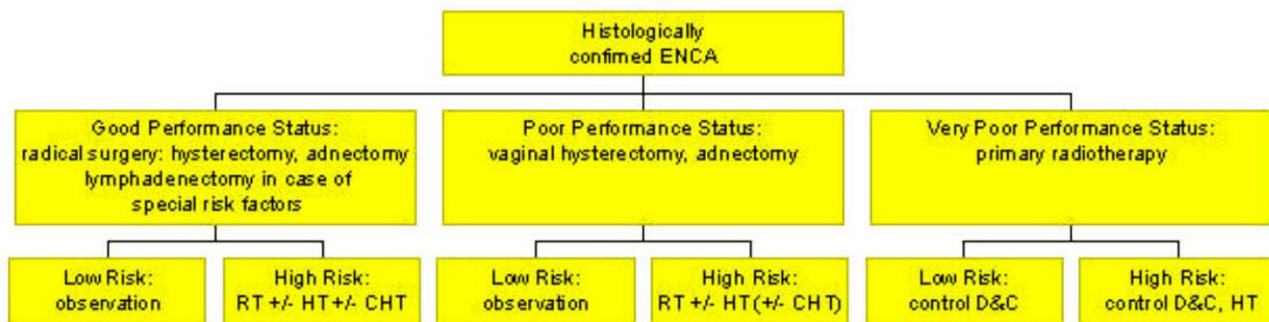 Histologically
confirmed ENCA
Good Performance Status:
radical surgery: hysterectomy, adnectomy
lymphadenectomy in case of
special risk factors
Poor Performance Status:
vaginal hysterectomy, adnectomy
Very Poor Performance Status:
primary radiotherapy
Low Risk:
observation
High Risk:
RT +/- HT +/- CHT
Low Risk:
observation
High Risk:
RT +/- HT (+/- CHT)
Low Risk:
control D&C
High Risk:
control D&C, HT